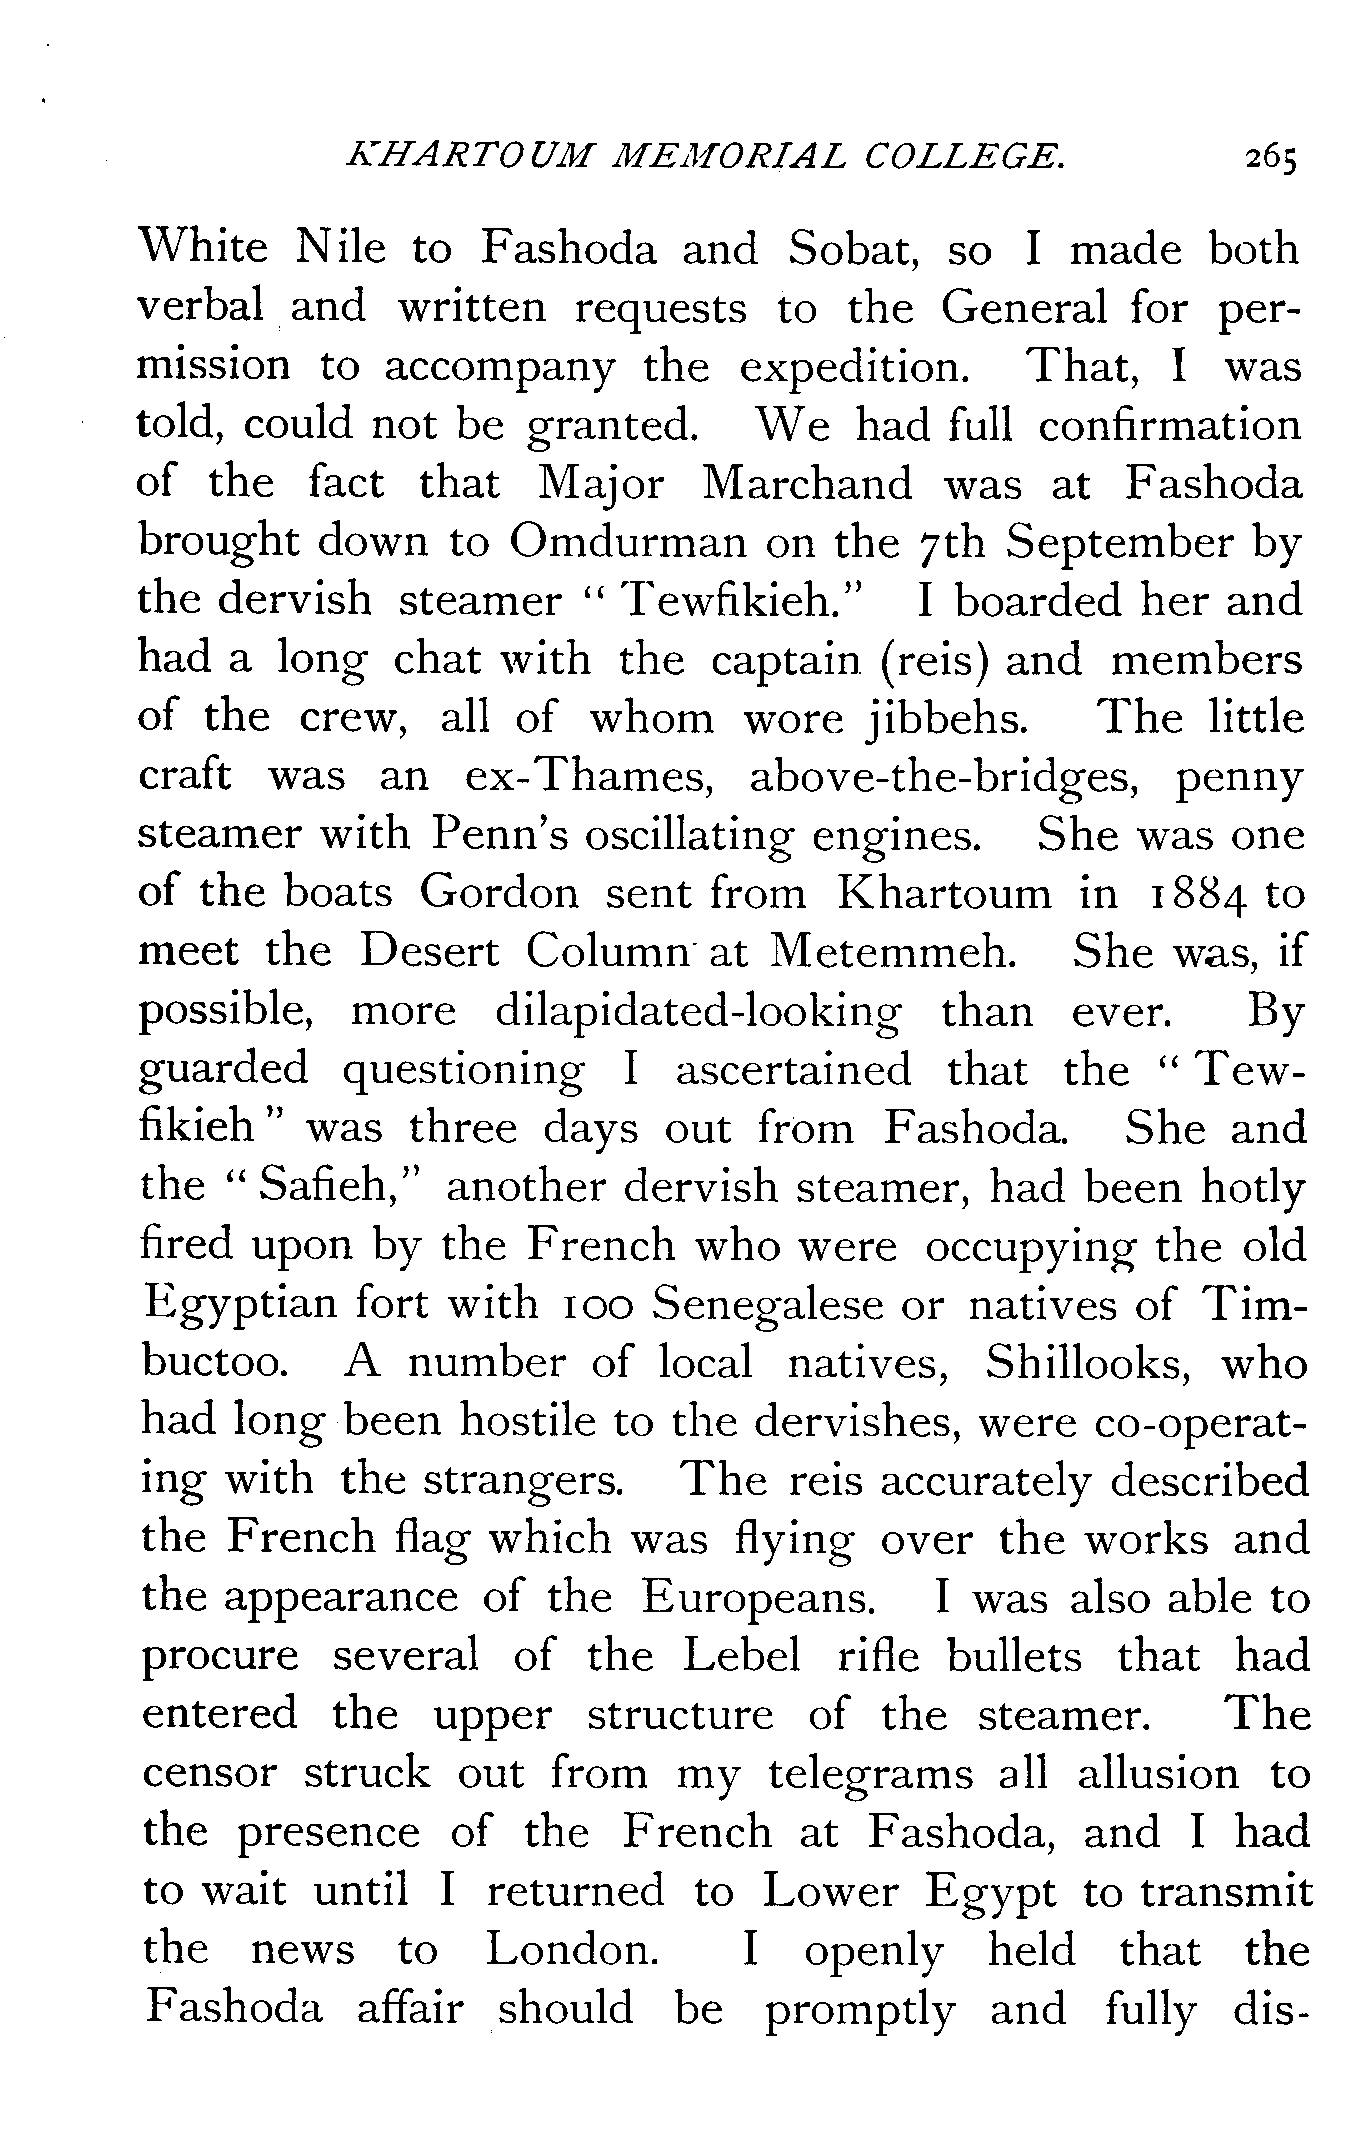 KHARTOUM MEMORIAL COLLEGE. 265
White Nile to Fashoda and Sobat, so I made both
verbal and written requests to the General for per-
mission to accompany the expedition. That, I was
told, could not be granted. We had full confirmation
of the fact that Major Marchand was at Fashoda
brought down to Omdurman on the 7th September by
the dervish steamer “ Tewfikieh.” I boarded her and
had a long chat with the captain (reis) and members
of the crew, all of whom wore jibbehs. The little
craft was an ex-Thames, above-the-bridges, penny
steamer with Penn’s oscillating engines. She was one
of the boats Gordon sent from Khartoum in 1884 to
meet the Desert Column at Metemmeh. She was, if
possible, more dilapidated-looking than ever. By
guarded questioning I ascertained that the “ Tew-
fikieh ” was three days out from Fashoda. She and
the “ Safieh,” another dervish steamer, had been hotly
fired upon by the French who were occupying the old
Egyptian fort with 100 Senegalese or natives of Tim-
buctoo. A number of local natives, Shillooks, who
had long been hostile to the dervishes, were co-operat-
ing with the strangers. The reis accurately described
the French flag which was flying over the works and
the appearance of the Europeans. I was also able to
procure several of the Lebel rifle bullets that had
entered the upper structure of the steamer. The
censor struck out from my telegrams all allusion to
the presence of the French at Fashoda, and I had
to wait until I returned to Lower Egypt to transmit
the news to London. I openly held that the
Fashoda affair should be promptly and fully dis-